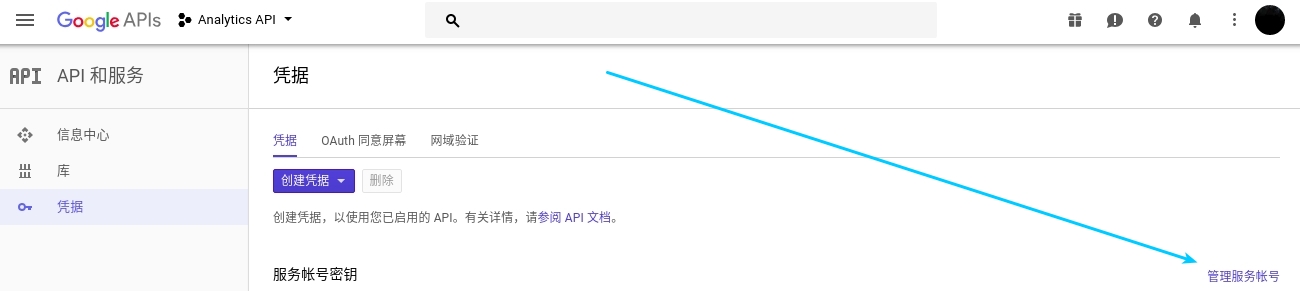 Google APIs
Analytics API
API API 和服务
凭据
信息中心
库
凭据
凭据 OAuth 同意屏幕 网域验证
创建凭据 删除
创建凭据，以使用您已启用的 API。有关详情，请参阅 API 文档。
服务帐号密钥
管理服务帐号